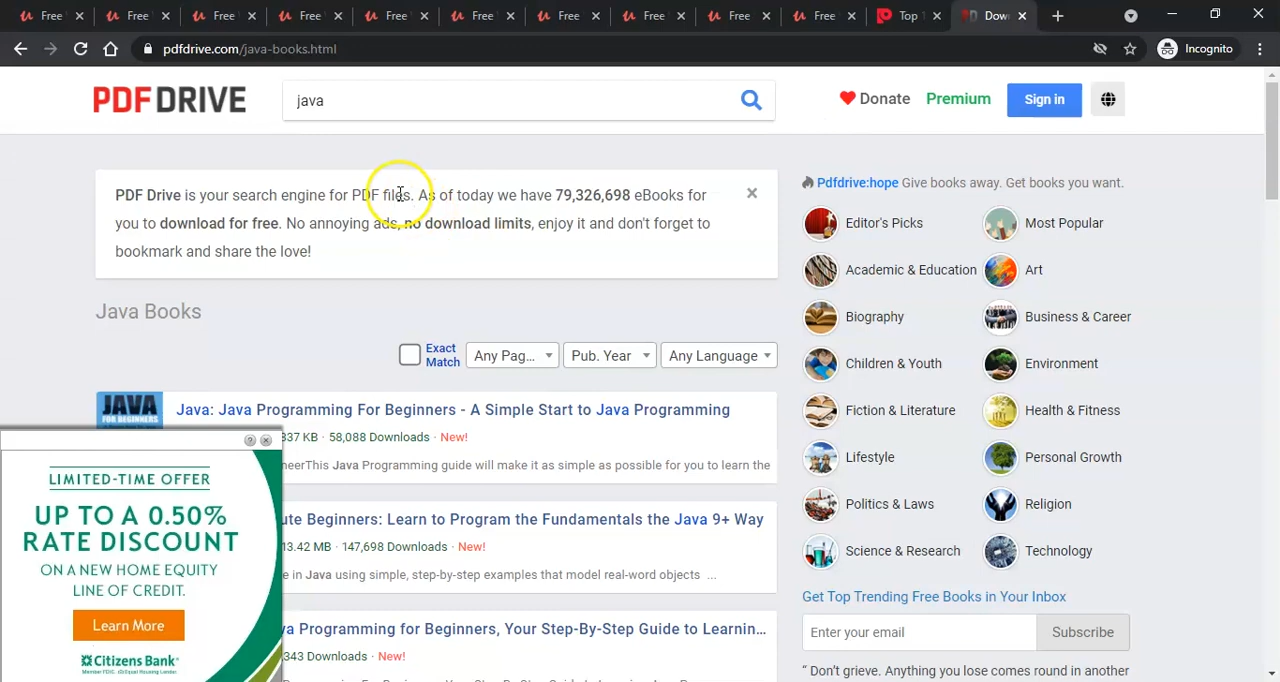 Free Free Free Free Free Free Free Free Free Free Top Dow
pdfdrive.com/java-books.html Incognito
PDF DRIVE java Donate Premium Sign in
PDF Drive is your search engine for PDF files. As of today we have 79,326,698 eBooks for
you to download for free. No annoying ads, no download limits, enjoy it and don't forget to
bookmark and share the love!
Java Books
Exact
Match
Any Pag... Pub. Year Any Language
JAVA
FOR BEGINNERS
Java: Java Programming For Beginners - A Simple Start to Java Programming
337 KB · 58,088 Downloads · New!
This Java Programming guide will make it as simple as possible for you to learn the
ute Beginners: Learn to Program the Fundamentals the Java 9+ Way
13.42 MB · 147,698 Downloads · New!
e in Java using simple, step-by-step examples that model real-word objects ...
va Programming for Beginners, Your Step-By-Step Guide to Learnin...
343 Downloads · New!
LIMITED-TIME OFFER
UP TO A 0.50%
RATE DISCOUNT
ON A NEW HOME EQUITY
LINE OF CREDIT.
Learn More
Citizens Bank
Pdfdrive:hope Give books away. Get books you want.
Editor's Picks Most Popular
Academic & Education Art
Biography Business & Career
Children & Youth Environment
Fiction & Literature Health & Fitness
Lifestyle Personal Growth
Politics & Laws Religion
Science & Research Technology
Get Top Trending Free Books in Your Inbox
Enter your email Subscribe
“ Don't grieve. Anything you lose comes round in another